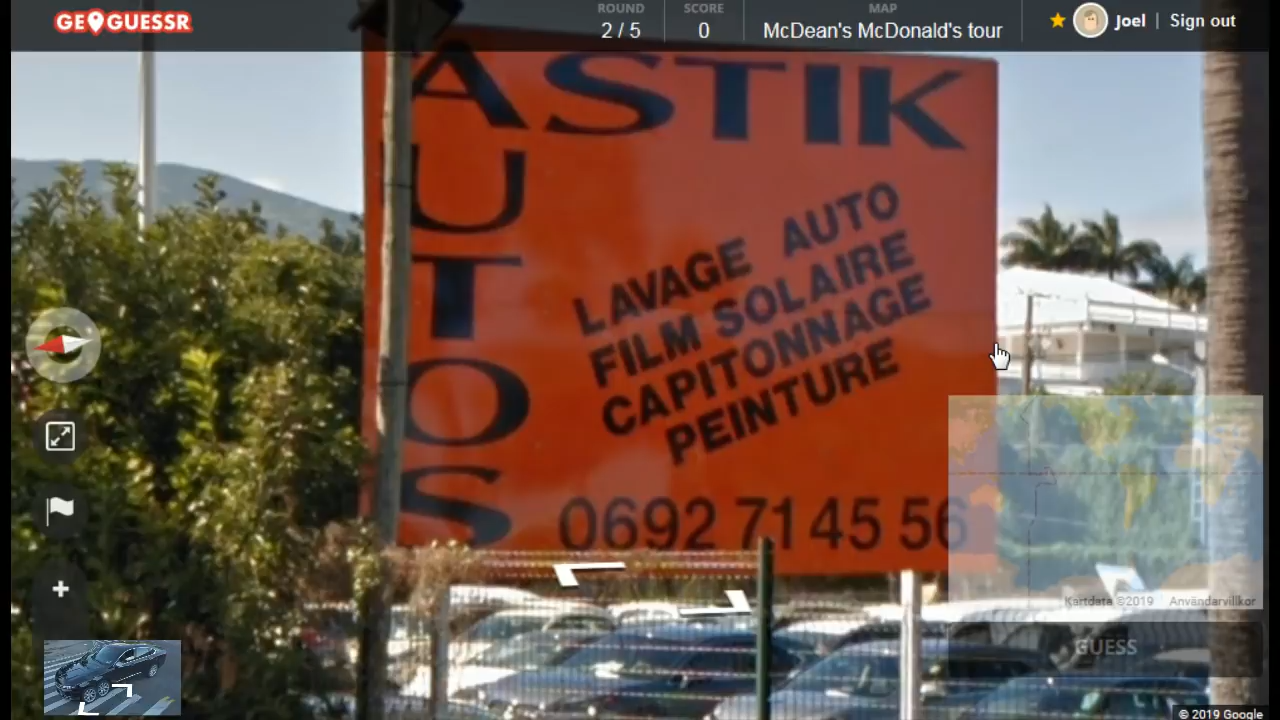 GEOGUESSR
ROUND
2 / 5
SCORE
0
MAP
McDean's McDonald's tour
Joel | Sign out
ASTIK
AUTOS
LAVAGE AUTO
FILM SOLAIRE
CAPITONNAGE
PEINTURE
0692 71 45 56
Kartdata ©2019
Användarvillkor
GUESS
© 2019 Google